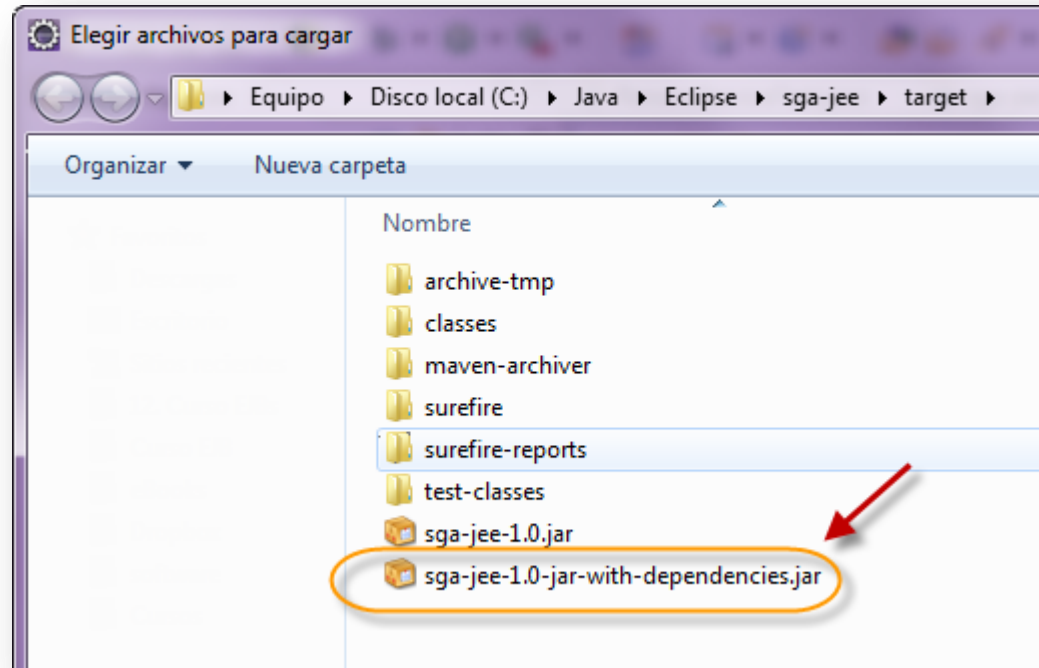 Elegir archivos para cargar
Equipo Disco local (C:) Java Eclipse sga-jee target
Organizar Nueva carpeta
Nombre
archive-tmp
classes
maven-archiver
surefire
surefire-reports
test-classes
sga-jee-1.0.jar
sga-jee-1.0-jar-with-dependencies.jar